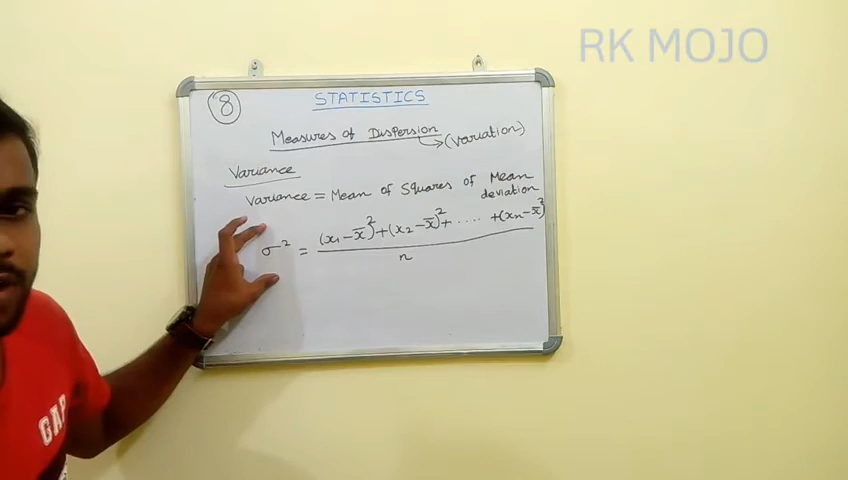 RK MOJO
8
STATISTICS
Measures of Dispersion
→(variation)
Variance
Variance = Mean of Squares of Mean
deviation
σ² = (x₁ - x̄)² + (x₂ - x̄)² + ..... + (xₙ - x̄)²
n
GAP